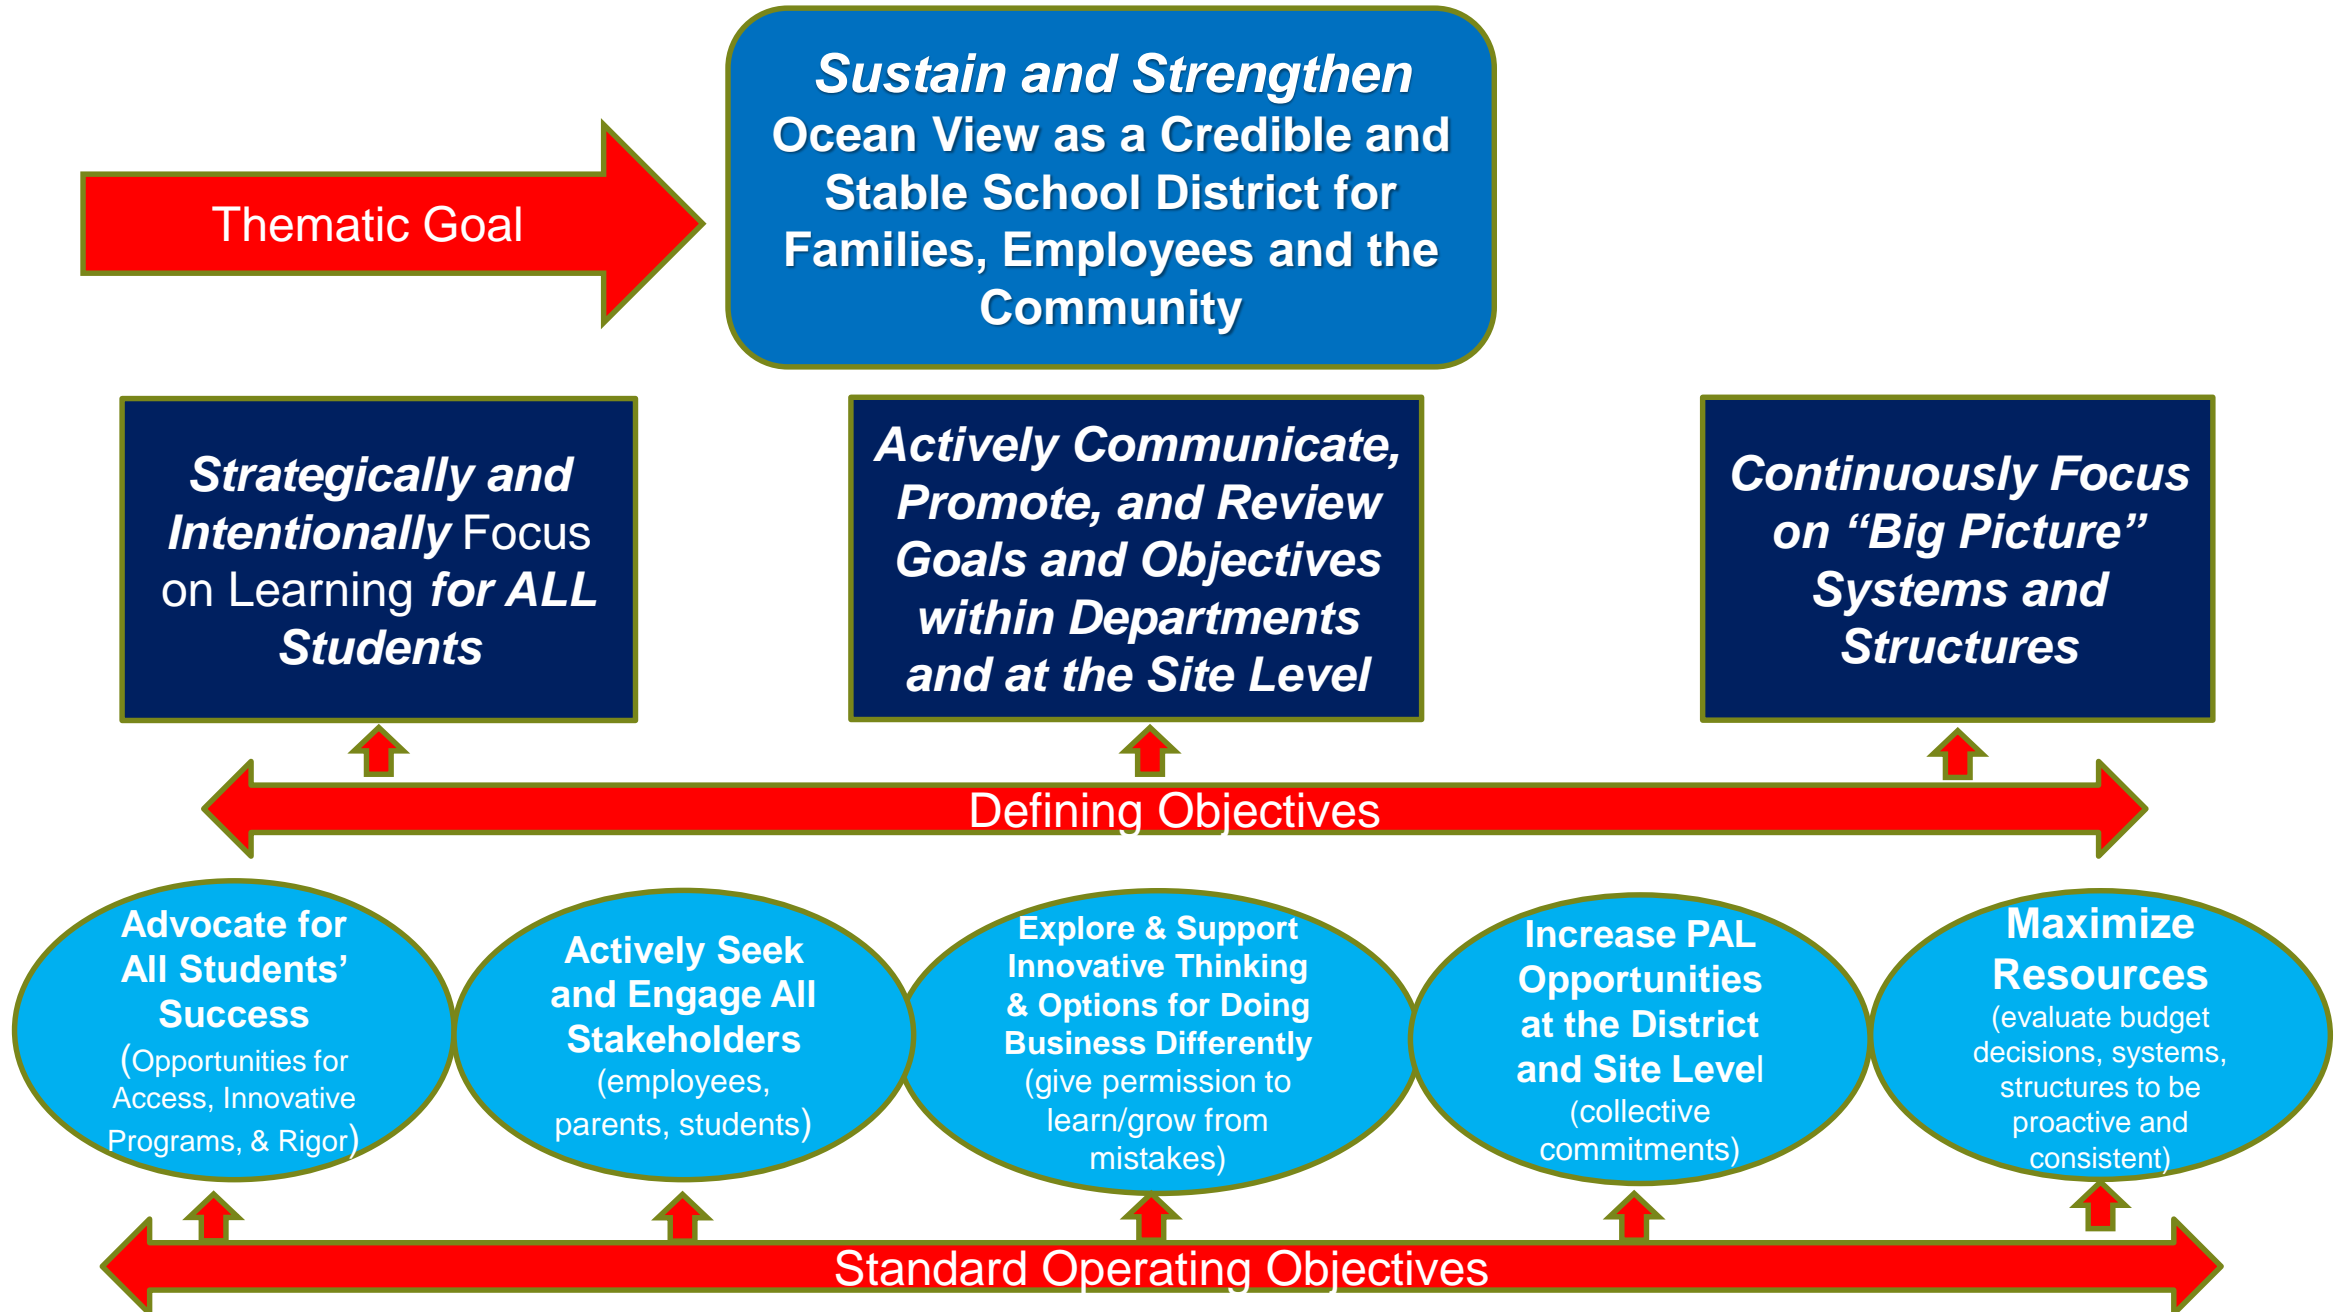 Sustain and Strengthen
Ocean View as a Credible and
Stable School District for
Families, Employees and the
Community
Thematic Goal
Strategically and
Intentionally Focus
on Learning for ALL
Students
Actively Communicate,
Promote, and Review
Goals and Objectives
within Departments
and at the Site Level
Continuously Focus
on “Big Picture”
Systems and
Structures
Defining Objectives
Advocate for
All Students’
Success
(Opportunities for
Access, Innovative
Programs, & Rigor)
Actively Seek
and Engage All
Stakeholders
(employees,
parents, students)
Explore & Support
Innovative Thinking
& Options for Doing
Business Differently
(give permission to
learn/grow from
mistakes)
Increase PAL
Opportunities
at the District
and Site Level
(collective
commitments)
Maximize
Resources
(evaluate budget
decisions, systems,
structures to be
proactive and
consistent)
Standard Operating Objectives